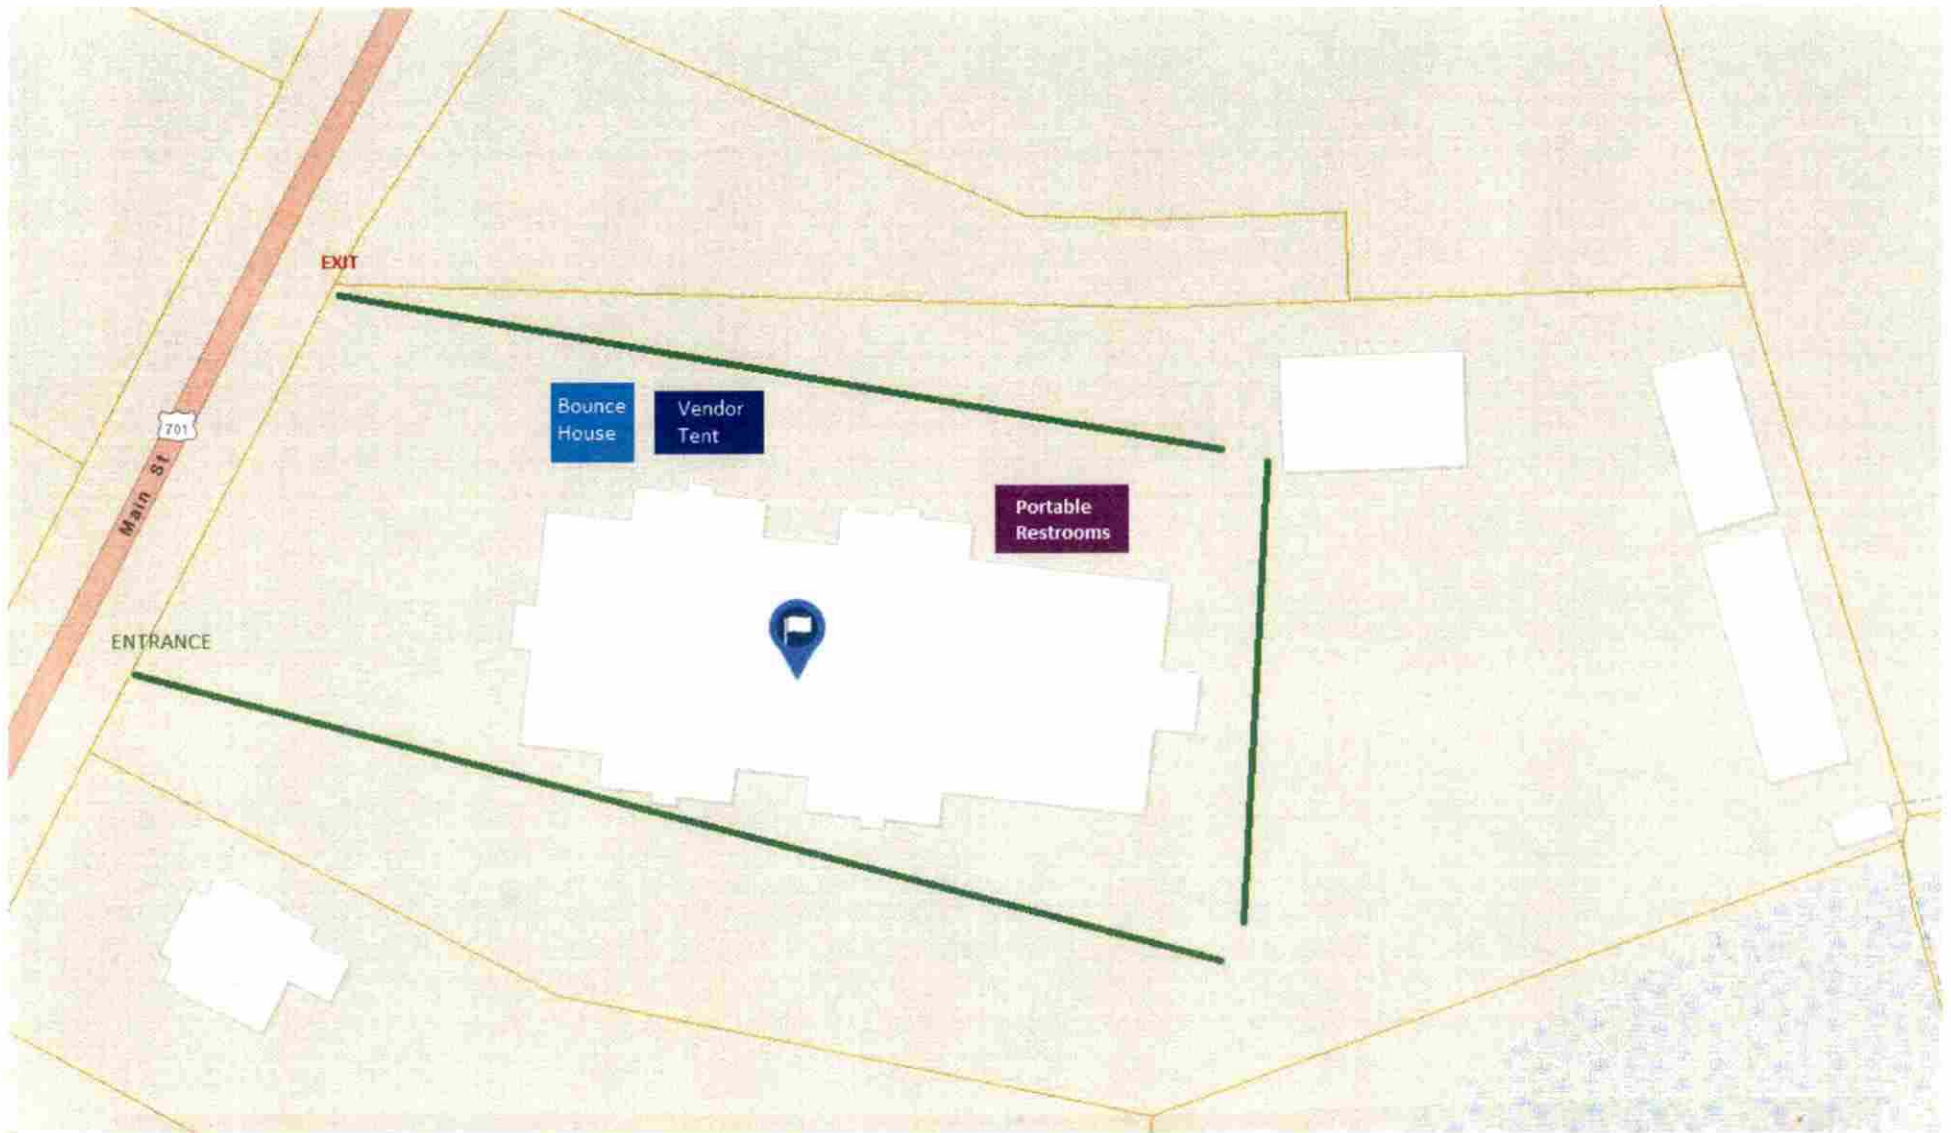 EXIT
Bounce
House
Vendor
Tent
701
Main St
Portable
Restrooms
ENTRANCE